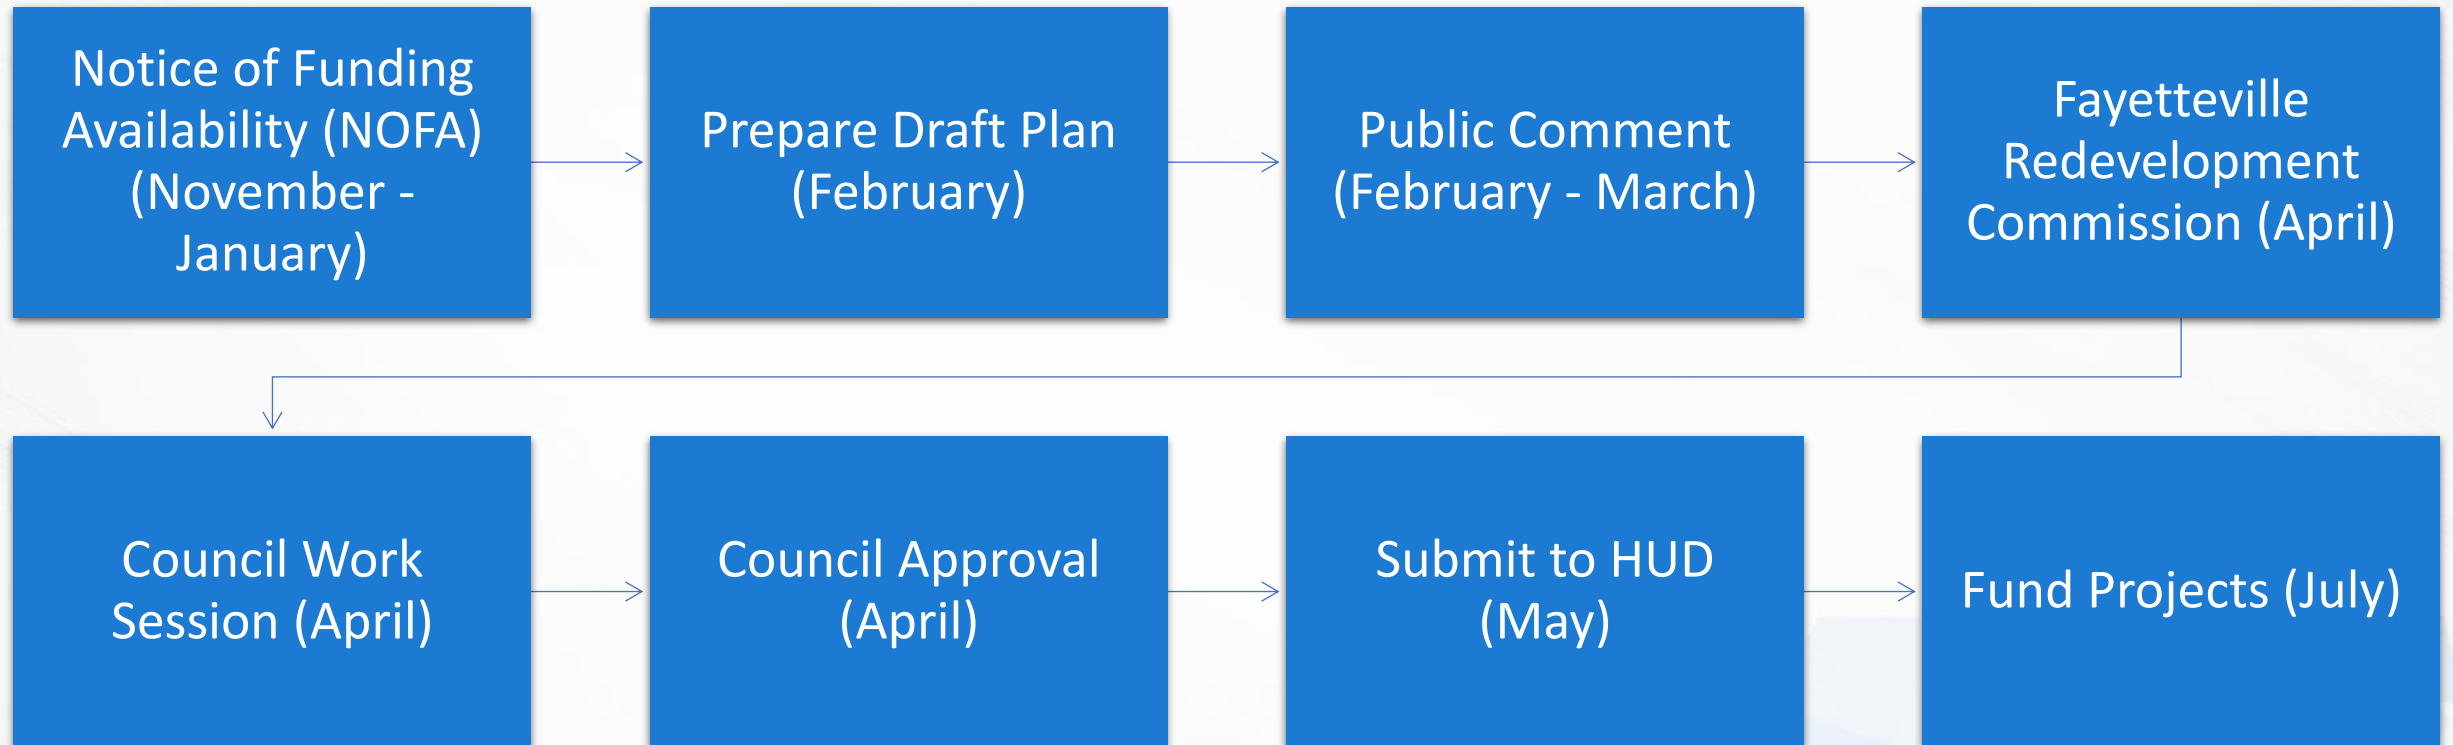 Notice of Funding
Availability (NOFA)
(November -
January)
Prepare Draft Plan
(February)
Public Comment
(February - March)
Fayetteville
Redevelopment
Commission (April)
Council Work
Session (April)
Council Approval
(April)
Submit to HUD
(May)
Fund Projects (July)